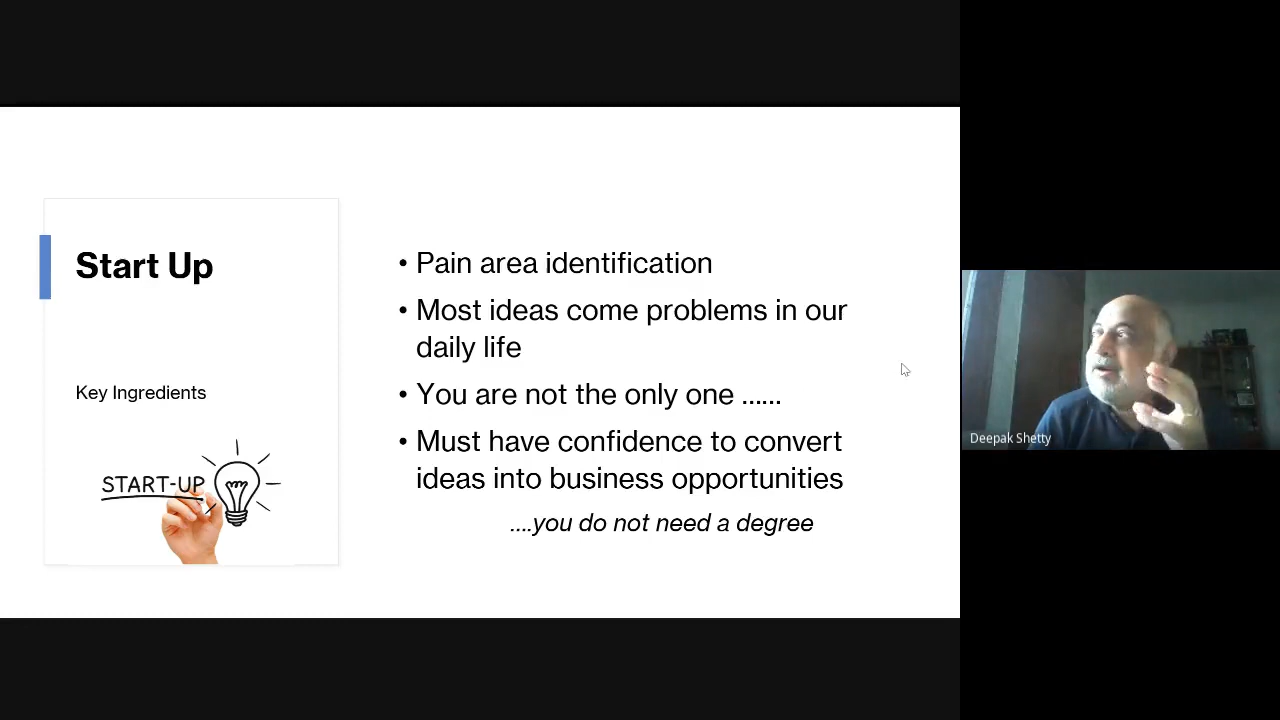 Start Up
Key Ingredients
START-UP
• Pain area identification
• Most ideas come problems in our
daily life
• You are not the only one ......
• Must have confidence to convert
ideas into business opportunities
....you do not need a degree
Deepak Shetty